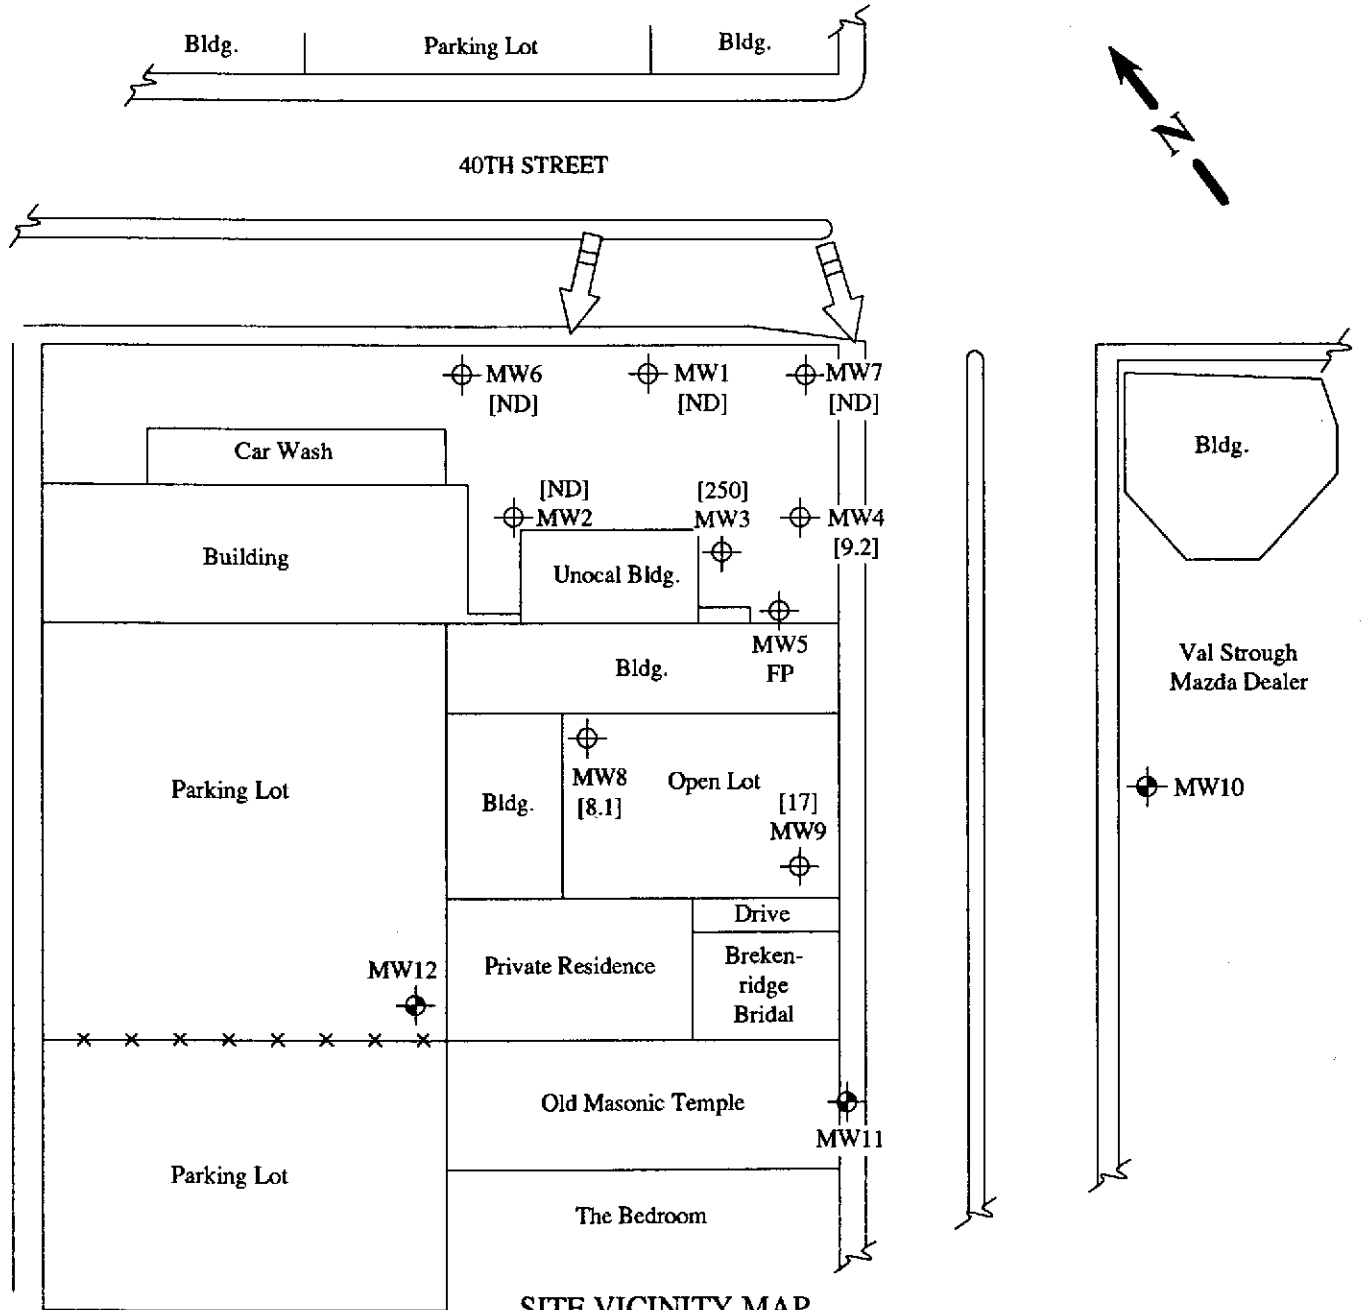 Bldg.
Parking Lot
Bldg.
N
40TH STREET
MW6
[ND]
MW1
[ND]
MW7
[ND]
Car Wash
Bldg.
[ND]
MW2
[250]
MW3
MW4
[9.2]
Building
Unocal Bldg.
MW5
FP
Bldg.
Val Strough
Mazda Dealer
Parking Lot
Bldg.
MW8
[8.1]
Open Lot
[17]
MW9
MW10
Drive
MW12
Private Residence
Breken-
ridge
Bridal
Old Masonic Temple
MW11
Parking Lot
The Bedroom
SITE VICINITY MAP